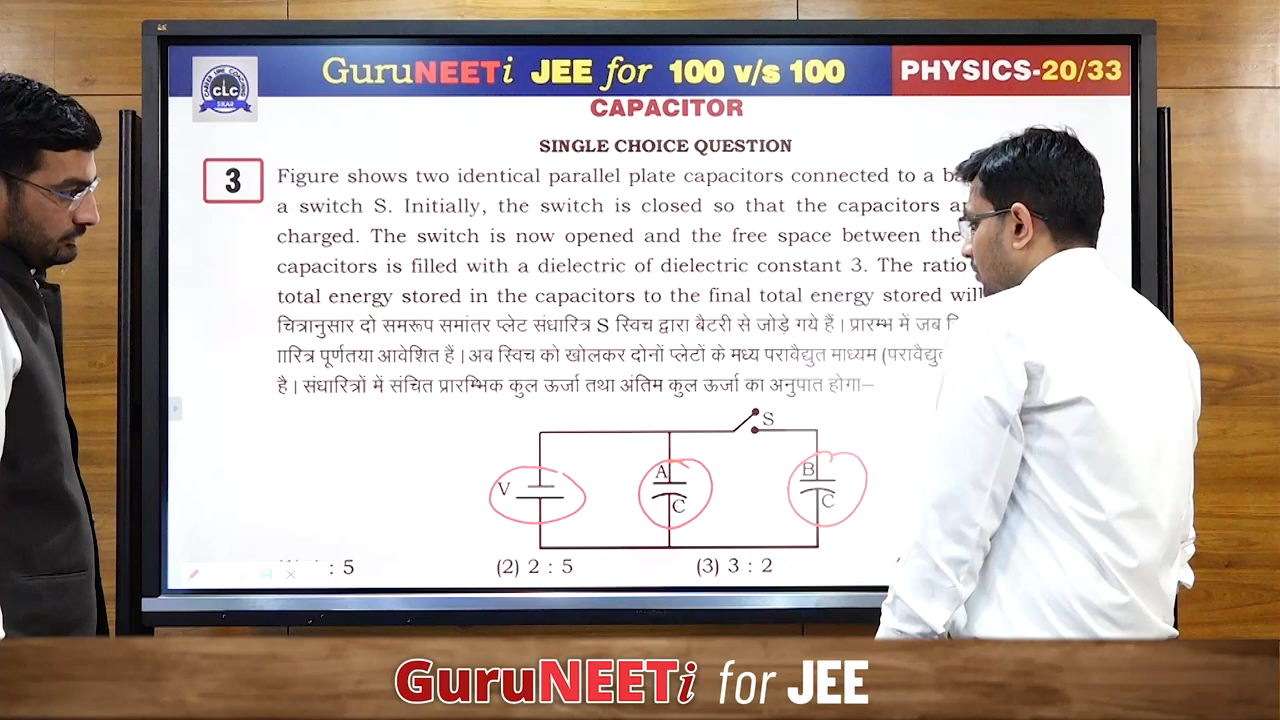 GuruNEETi JEE for 100 v/s 100
PHYSICS-20/33
CAREER LINE COACHING
CLC
SIKAR
CAPACITOR
SINGLE CHOICE QUESTION
3
Figure shows two identical parallel plate capacitors connected to a
a switch S. Initially, the switch is closed so that the capacitors
charged. The switch is now opened and the free space between the
capacitors is filled with a dielectric of dielectric constant 3. The ratio
total energy stored in the capacitors to the final total energy stored will
चित्रानुसार दो समरूप समांतर प्लेट संधारित्र S स्विच द्वारा बैटरी से जोड़े गये हैं। प्रारम्भ में जब
पूर्णतया आवेशित हैं। अब स्विच को खोलकर दोनों प्लेटों के मध्य परावैद्युत माध्यम
है। संधारित्रों में संचित प्रारम्भिक कुल ऊर्जा तथा अंतिम कुल ऊर्जा का अनुपात होगा–
S
V
A
C
B
C
: 5
(2) 2 : 5
(3) 3 : 2
GuruNEETi for JEE